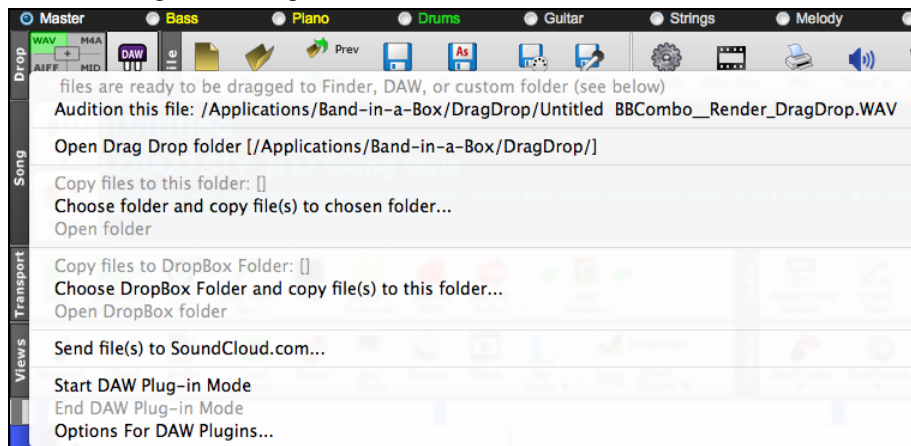 Master Bass Piano Drums Guitar Strings Melody
Drop
WAV M4A
+
AIFF MID
DAW
Prev
As
files are ready to be dragged to Finder, DAW, or custom folder (see below)
Audition this file: /Applications/Band-in-a-Box/DragDrop/Untitled BBCombo__Render_DragDrop.WAV
Open Drag Drop folder [/Applications/Band-in-a-Box/DragDrop/]
Song
Copy files to this folder: []
Choose folder and copy file(s) to chosen folder...
Open folder
Transport
Copy files to DropBox Folder: []
Choose DropBox Folder and copy file(s) to this folder...
Open DropBox folder
Views
Send file(s) to SoundCloud.com...
Start DAW Plug-in Mode
End DAW Plug-in Mode
Options For DAW Plugins...